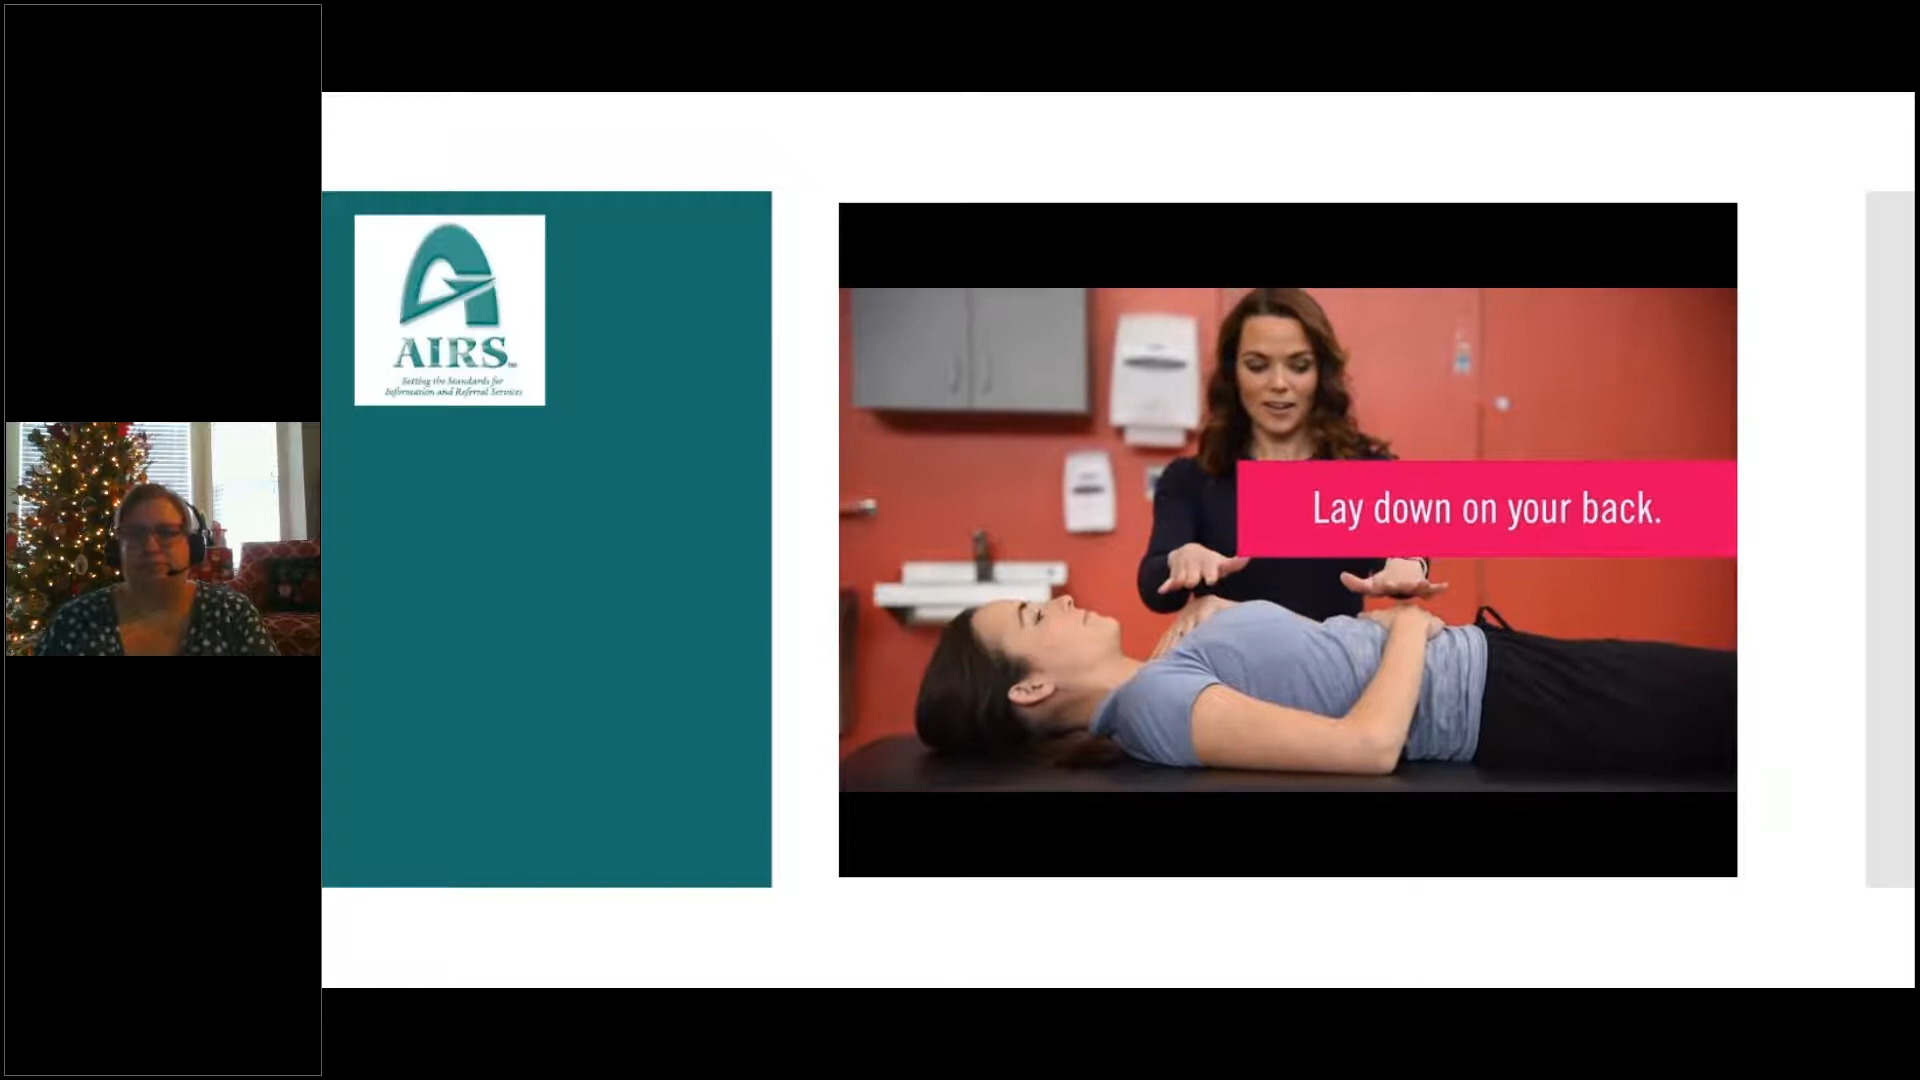 AIRS
Setting the Standards for
Information and Referral Services
Lay down on your back.